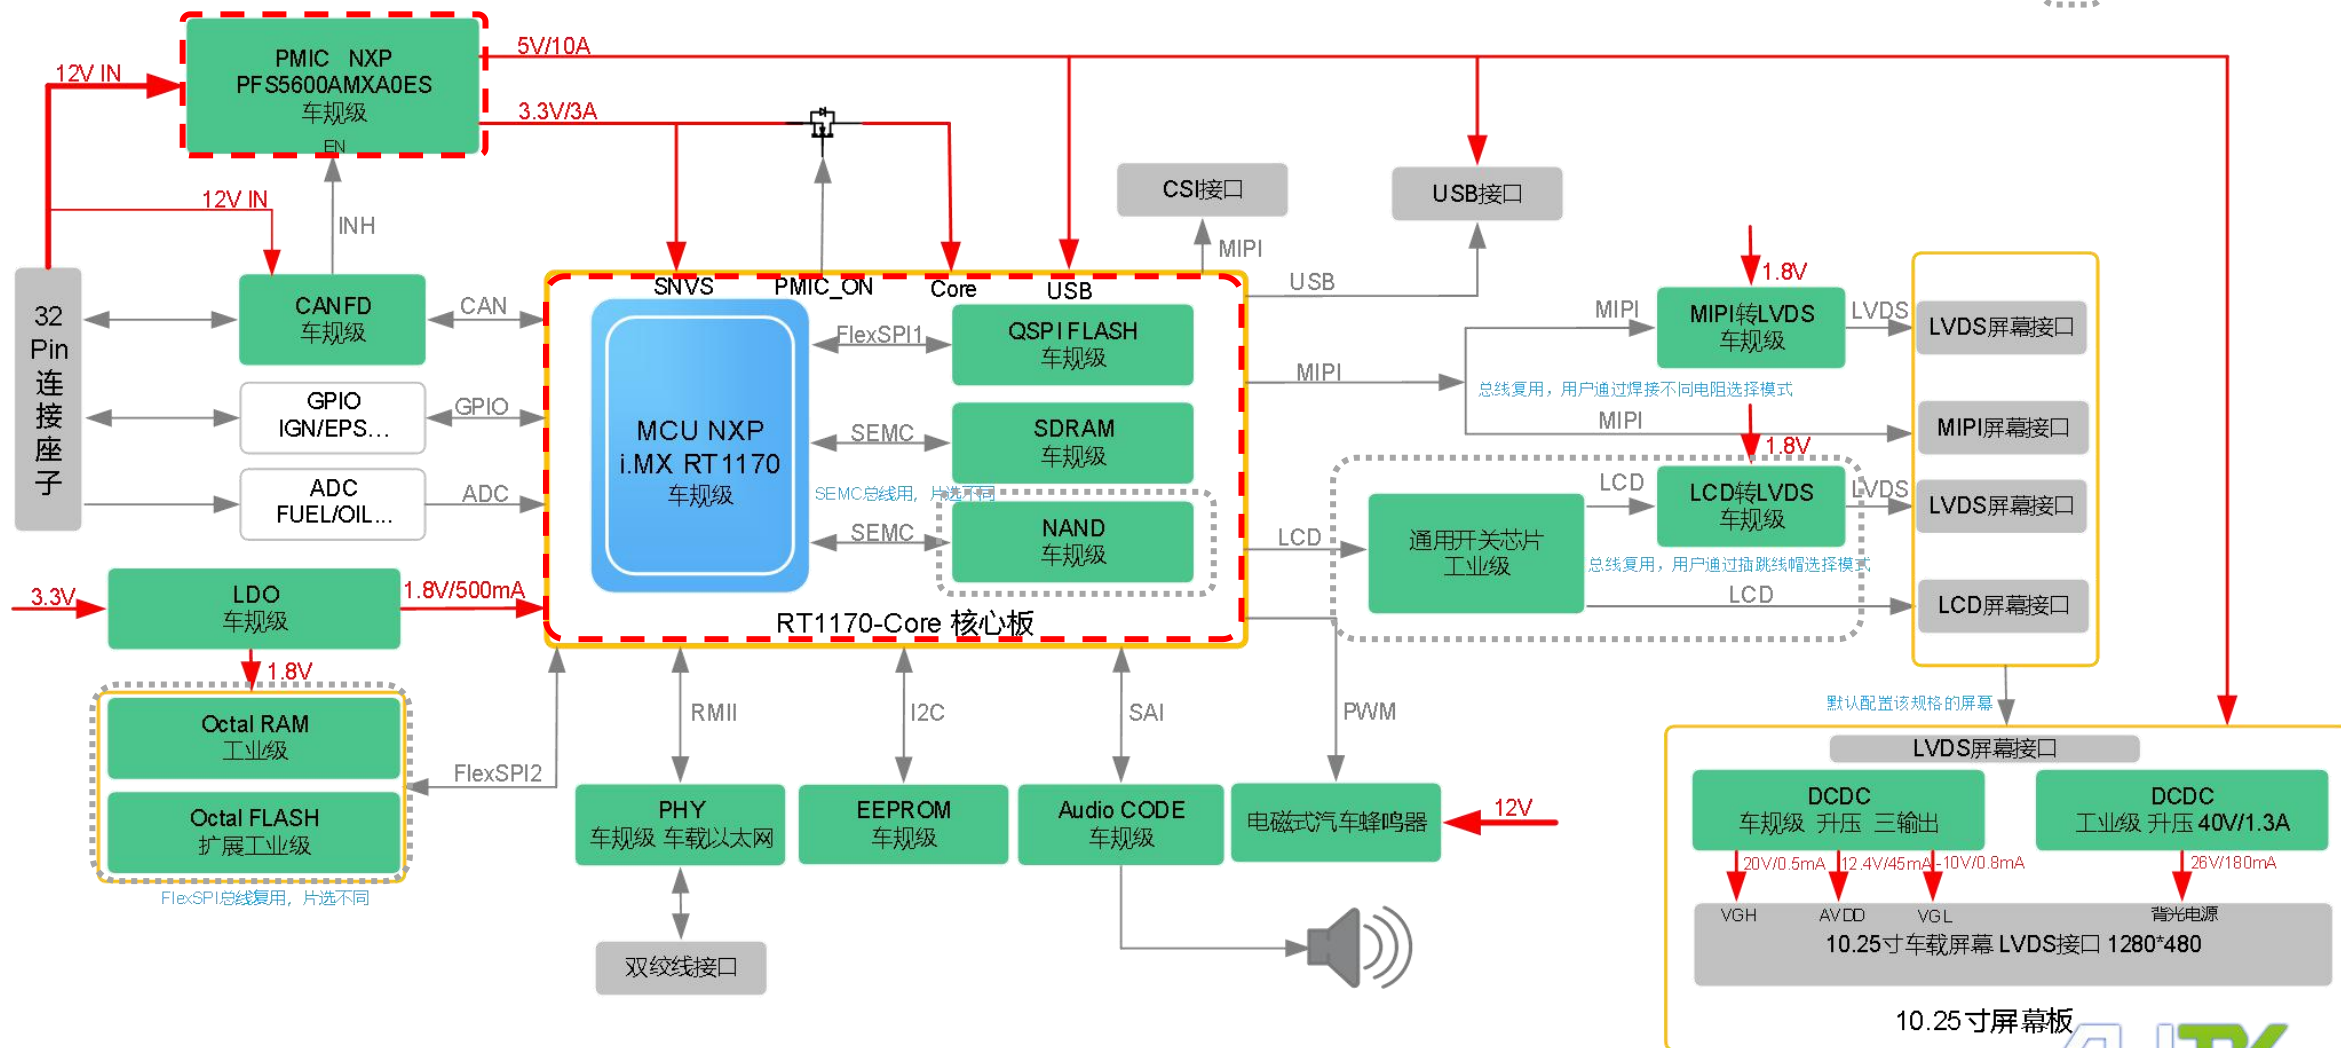 PMIC NXP
PFS5600AMXA0ES
车规级
EN
12V IN
5V/10A
3.3V/3A
12V IN
INH
CSI接口
USB接口
MIPI
USB
1.8V
32
Pin
连
接
座
子
CANFD
车规级
CAN
GPIO
IGN/EPS...
GPIO
ADC
FUEL/OIL...
ADC
SNVS
PMIC_ON
Core
USB
MCU NXP
i.MX RT1170
车规级
FlexSPI1
QSPI FLASH
车规级
SEMC
SDRAM
车规级
SEMC总线用，片选不同
SEMC
NAND
车规级
RT1170-Core 核心板
MIPI
MIPI
MIPI转LVDS
车规级
LVDS
LVDS屏幕接口
总线复用，用户通过焊接不同电阻选择模式
MIPI
MIPI屏幕接口
1.8V
LCD
通用开关芯片
工业级
LCD
LCD转LVDS
车规级
LVDS
LVDS屏幕接口
总线复用，用户通过插跳线帽选择模式
LCD
LCD屏幕接口
3.3V
LDO
车规级
1.8V/500mA
1.8V
Octal RAM
工业级
Octal FLASH
扩展工业级
FlexSPI总线复用，片选不同
FlexSPI2
RMII
I2C
SAI
PWM
PHY
车规级 车载以太网
EEPROM
车规级
Audio CODE
车规级
电磁式汽车蜂鸣器
12V
双绞线接口
默认配置该规格的屏幕
LVDS屏幕接口
DCDC
车规级 升压 三输出
DCDC
工业级 升压 40V/1.3A
20V/0.5mA
12.4V/45mA
-10V/0.8mA
26V/180mA
VGH
AVDD
VGL
背光电源
10.25寸车载屏幕 LVDS接口 1280*480
10.25寸屏幕板